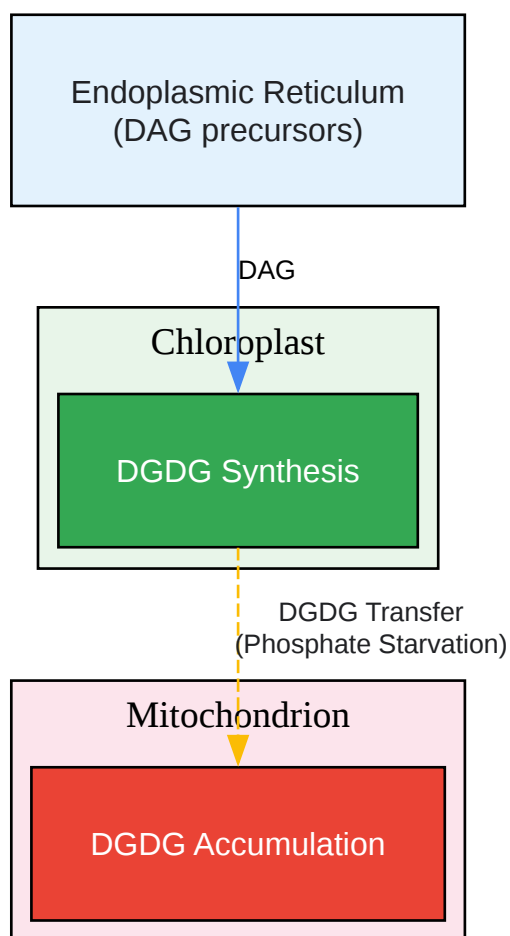 Endoplasmic Reticulum
(DAG precursors)
DAG
Chloroplast
DGDG Synthesis
DGDG Transfer
(Phosphate Starvation)
Mitochondrion
DGDG Accumulation